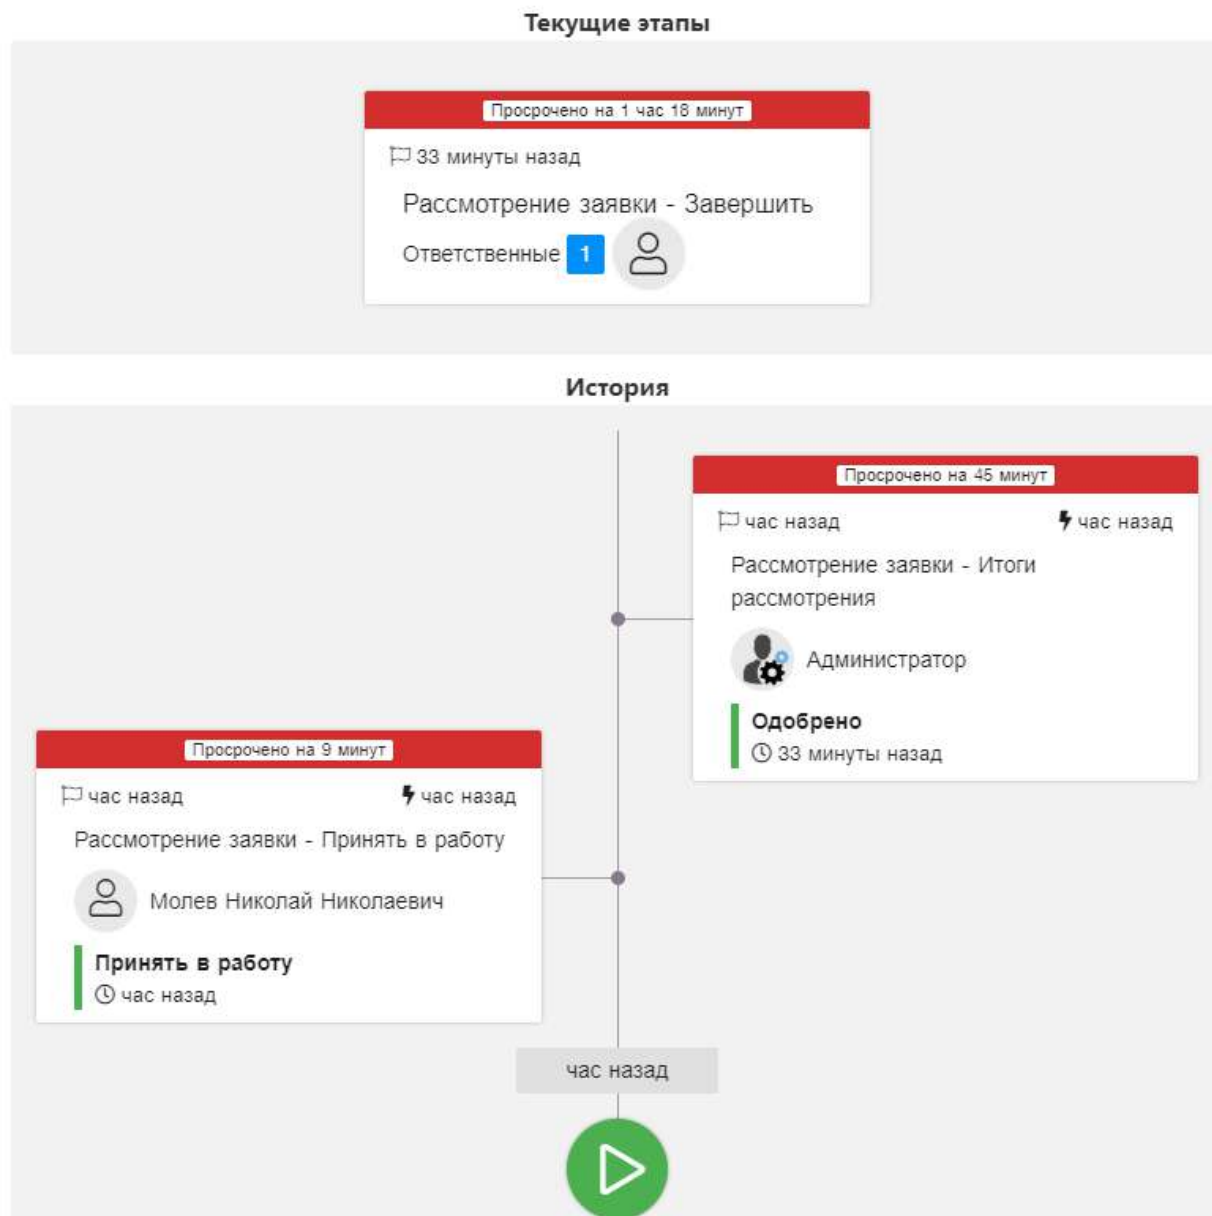 Текущие этапы
Просрочено на 1 час 18 минут
33 минуты назад
Рассмотрение заявки - Завершить
Ответственные 1
История
Просрочено на 45 минут
час назад час назад
Рассмотрение заявки - Итоги
рассмотрения
Администратор
Одобрено
33 минуты назад
Просрочено на 9 минут
час назад час назад
Рассмотрение заявки - Принять в работу
Молев Николай Николаевич
Принять в работу
час назад
час назад